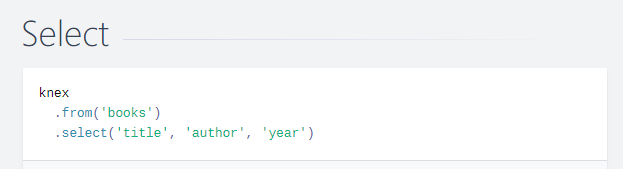 Select
knex
  .from('books')
  .select('title', 'author', 'year')